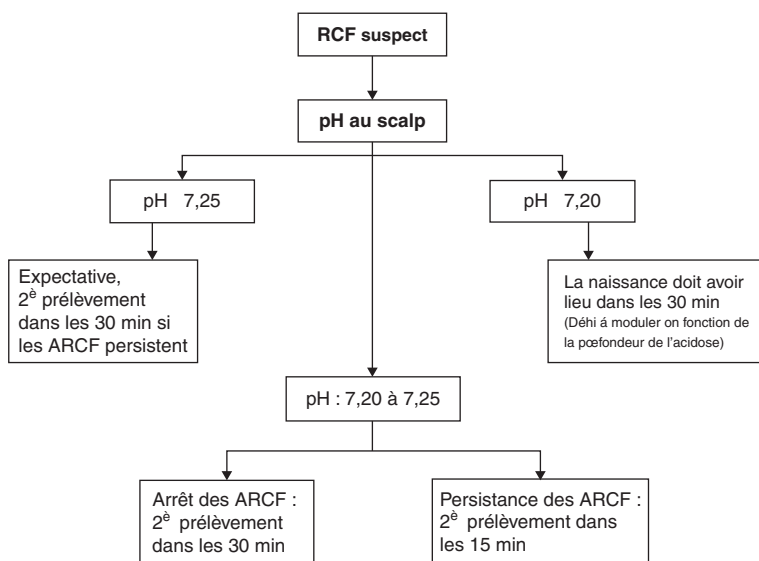 RCF suspect
pH au scalp
pH 7,25
pH 7,20
Expectative,
2è prélèvement
dans les 30 min si
les ARCF persistent
La naissance doit avoir
lieu dans les 30 min
(Déhi á moduler on fonction de
la pœfondeur de l'acidose)
pH : 7,20 à 7,25
Arrêt des ARCF :
2è prélèvement
dans les 30 min
Persistance des ARCF :
2è prélèvement dans
les 15 min